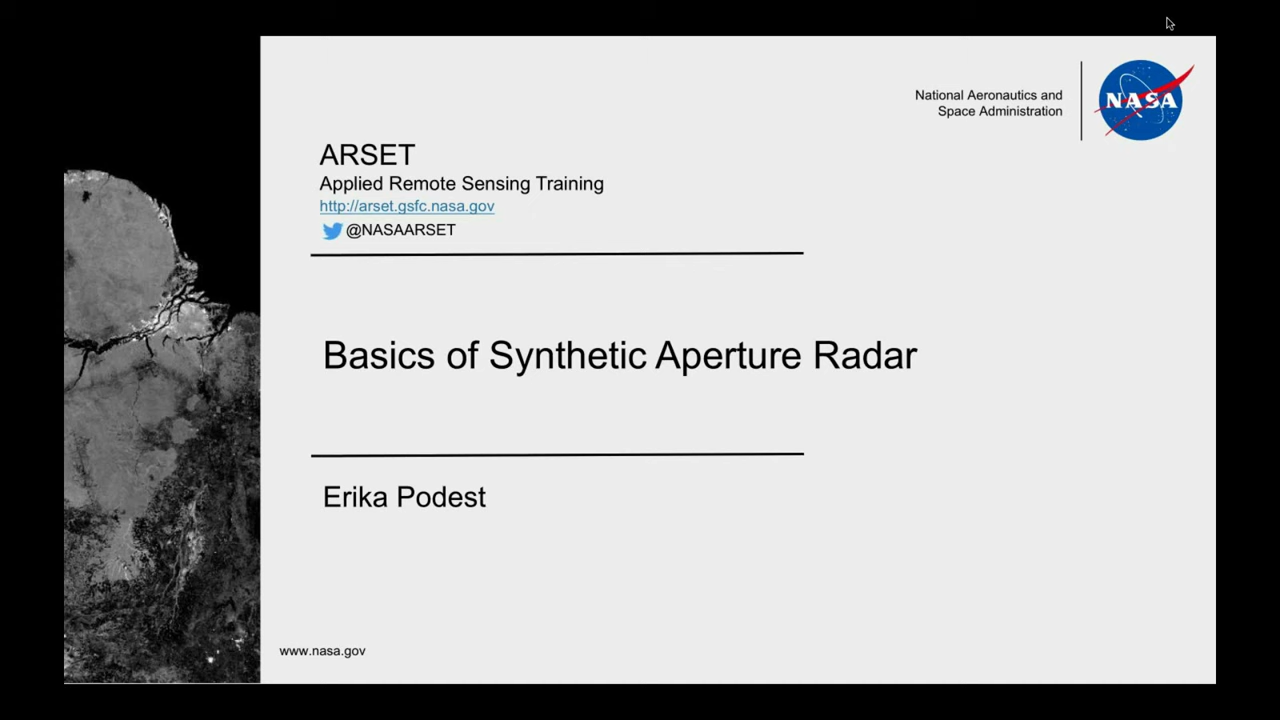 National Aeronautics and
Space Administration
NASA
ARSET
Applied Remote Sensing Training
http://arset.gsfc.nasa.gov
@NASAARSET
Basics of Synthetic Aperture Radar
Erika Podest
www.nasa.gov